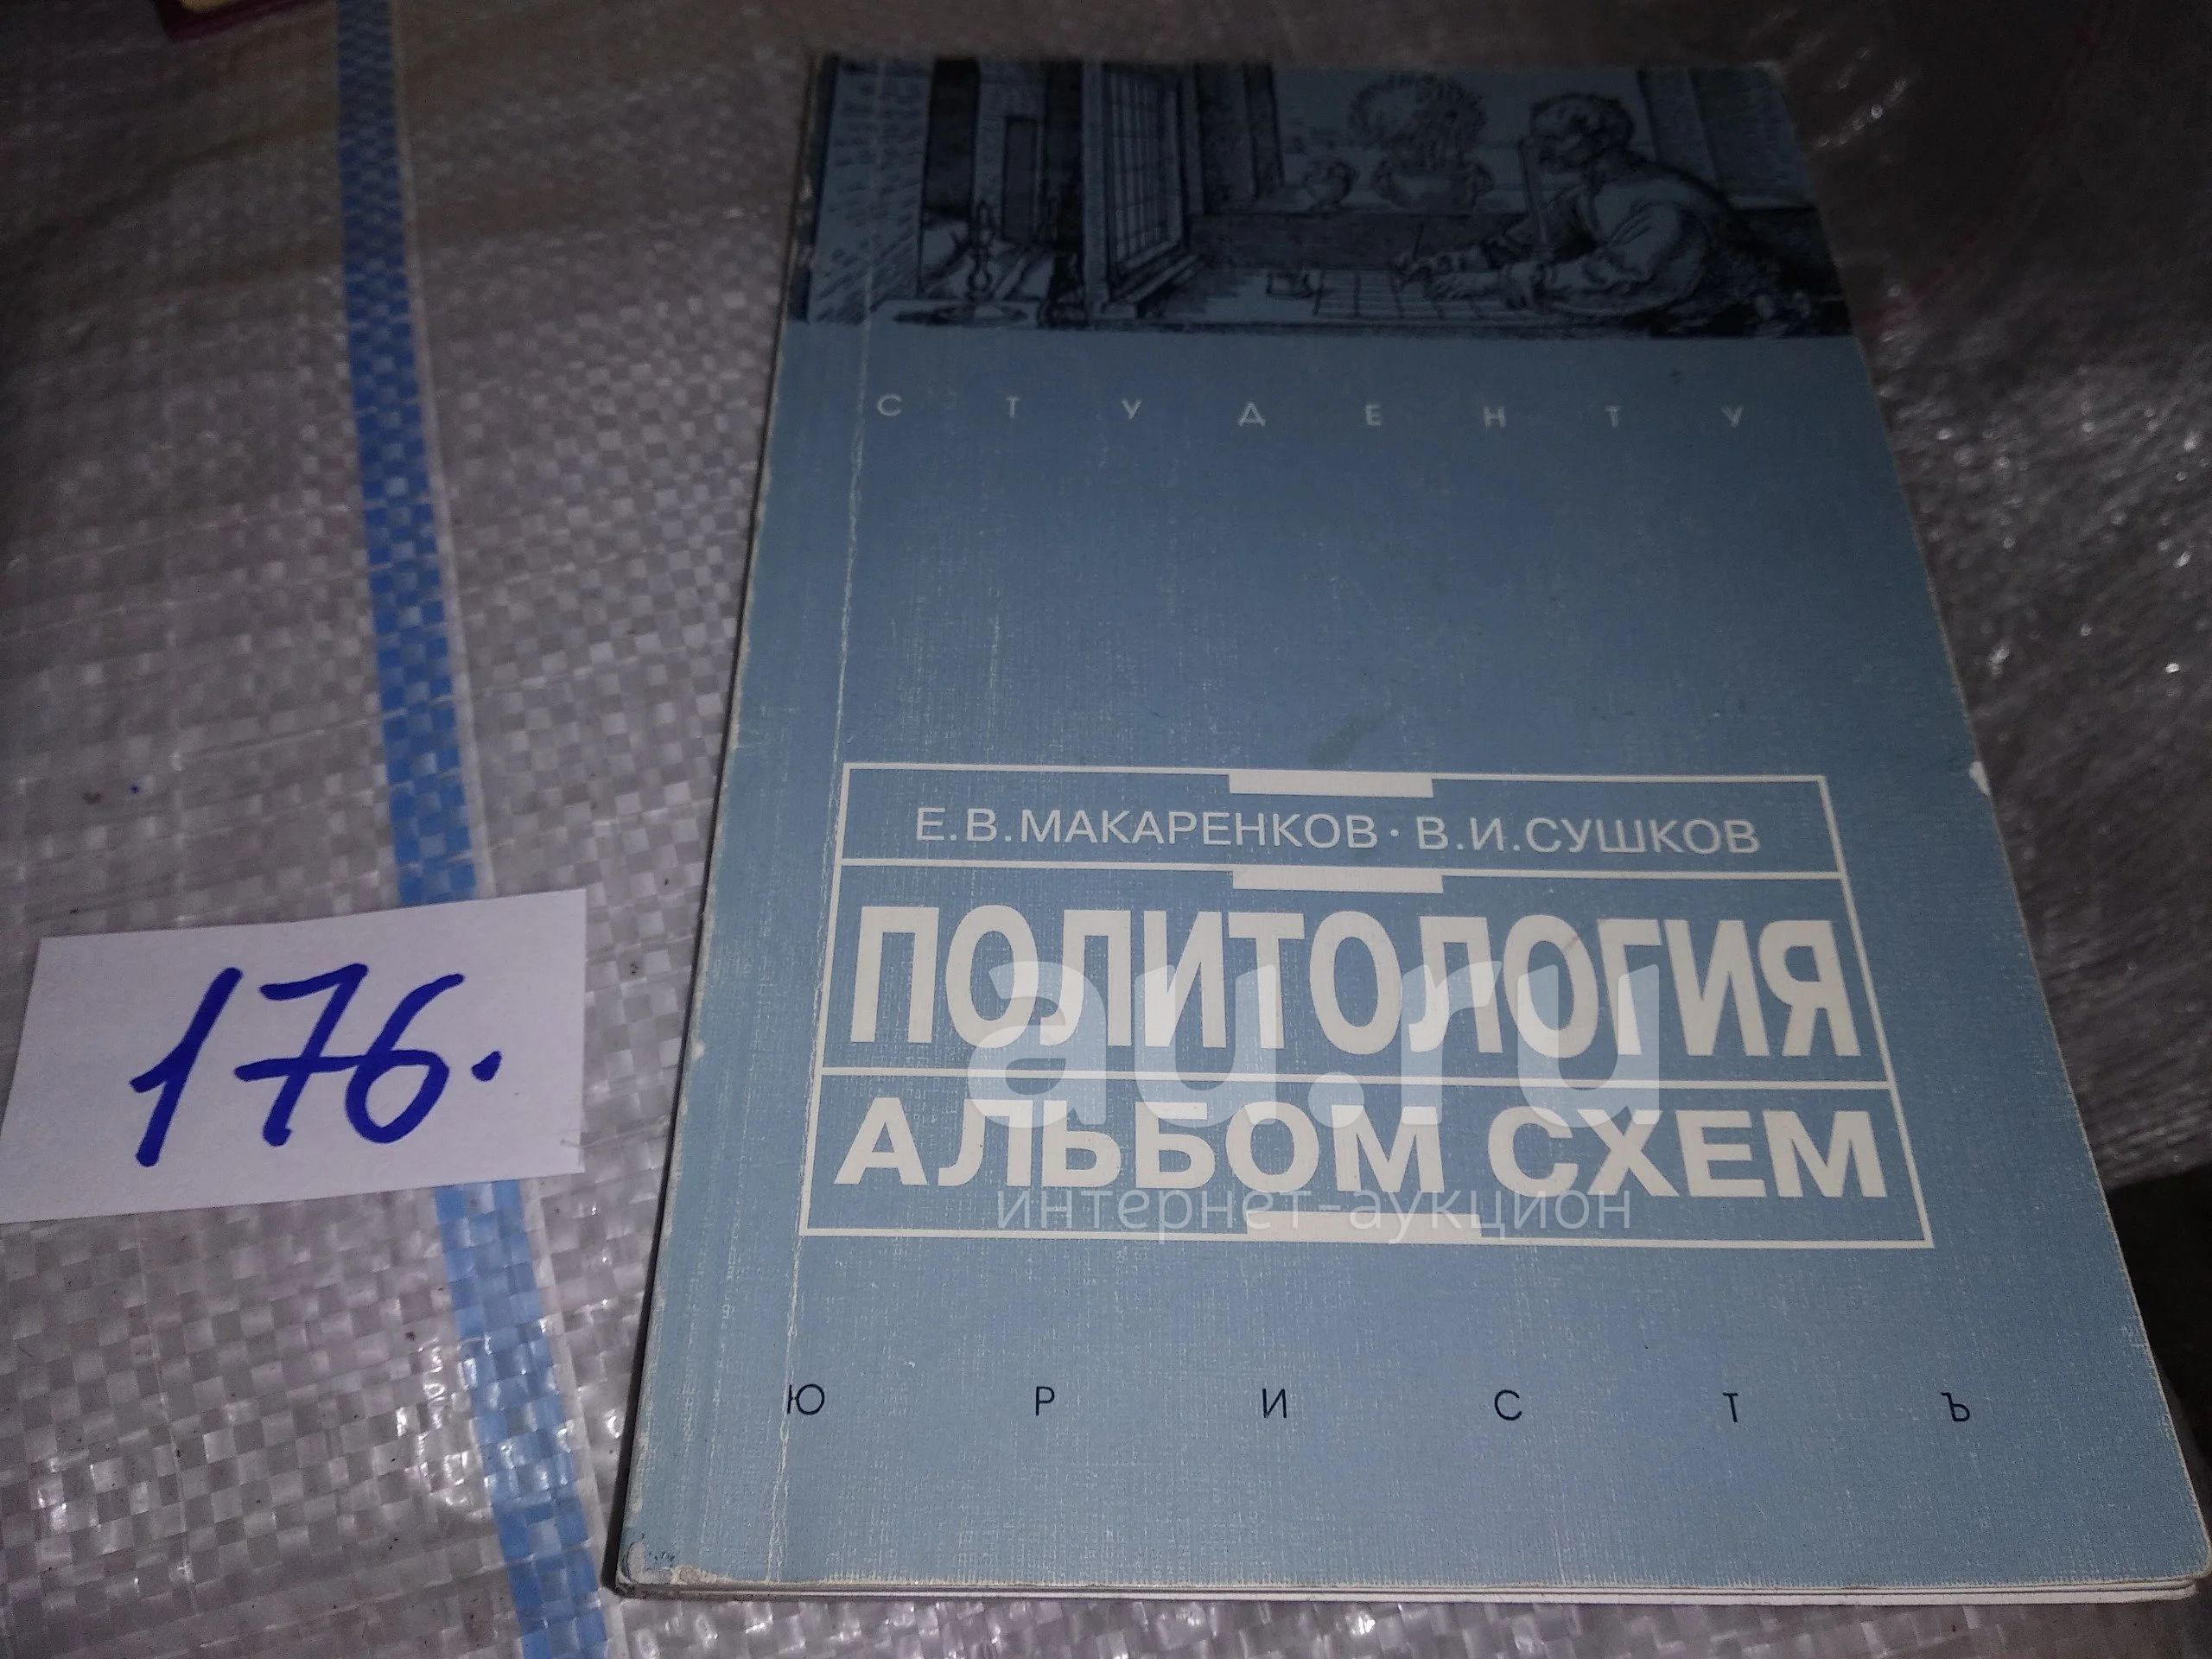 СТУДЕНТУ
Е.В.МАКАРЕНКОВ · В.И.СУШКОВ
ПОЛИТОЛОГИЯ
au.ru
АЛЬБОМ СХЕМ
интернет-аукцион
ЮРИСТЪ
176.